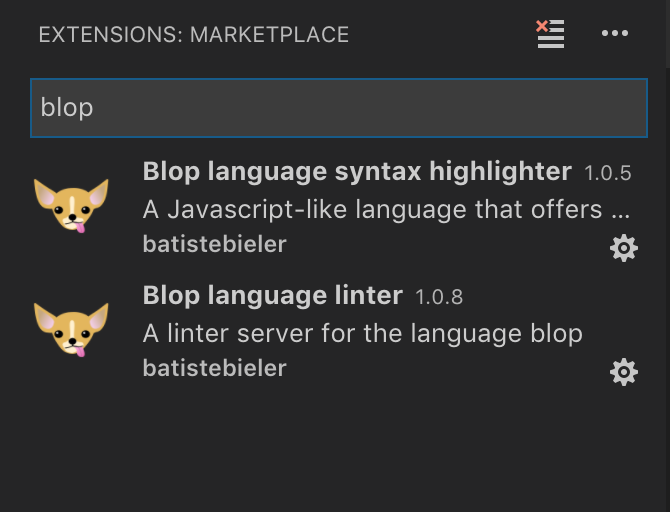 EXTENSIONS: MARKETPLACE
blop
Blop language syntax highlighter 1.0.5
A Javascript-like language that offers ...
batistebieler
Blop language linter 1.0.8
A linter server for the language blop
batistebieler